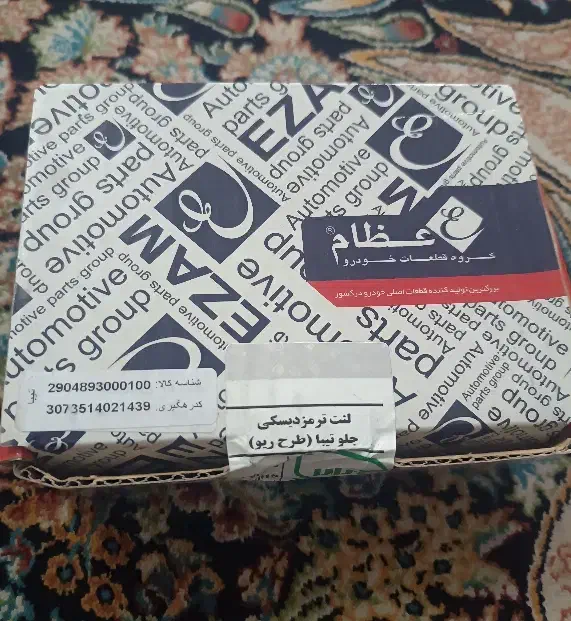 Automotive
parts group
EZAM
عظام®
گروه قطعات خودرو
بزرگترین تولید کننده قطعات اصلی خودرو در کشور
شناسه کالا: 2904893000100
کد رهگیری: 3073514021439
لنت ترمز دیسکی
جلو تیبا (طرح ریو)